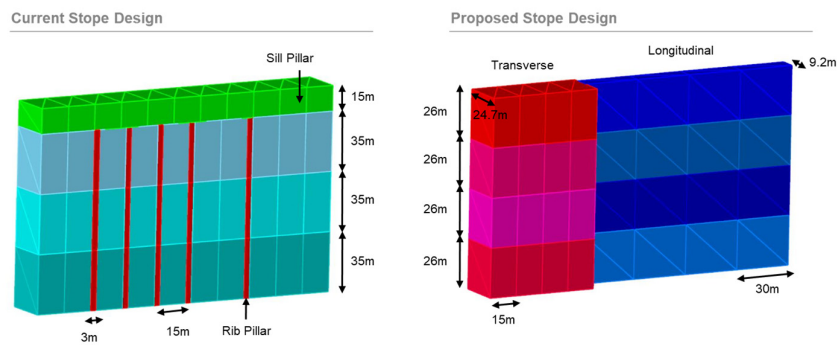 Current Stope Design
Sill Pillar
15m
35m
35m
35m
3m
15m
Rib Pillar
Proposed Stope Design
Transverse
Longitudinal
9.2m
24.7m
26m
26m
26m
26m
15m
30m